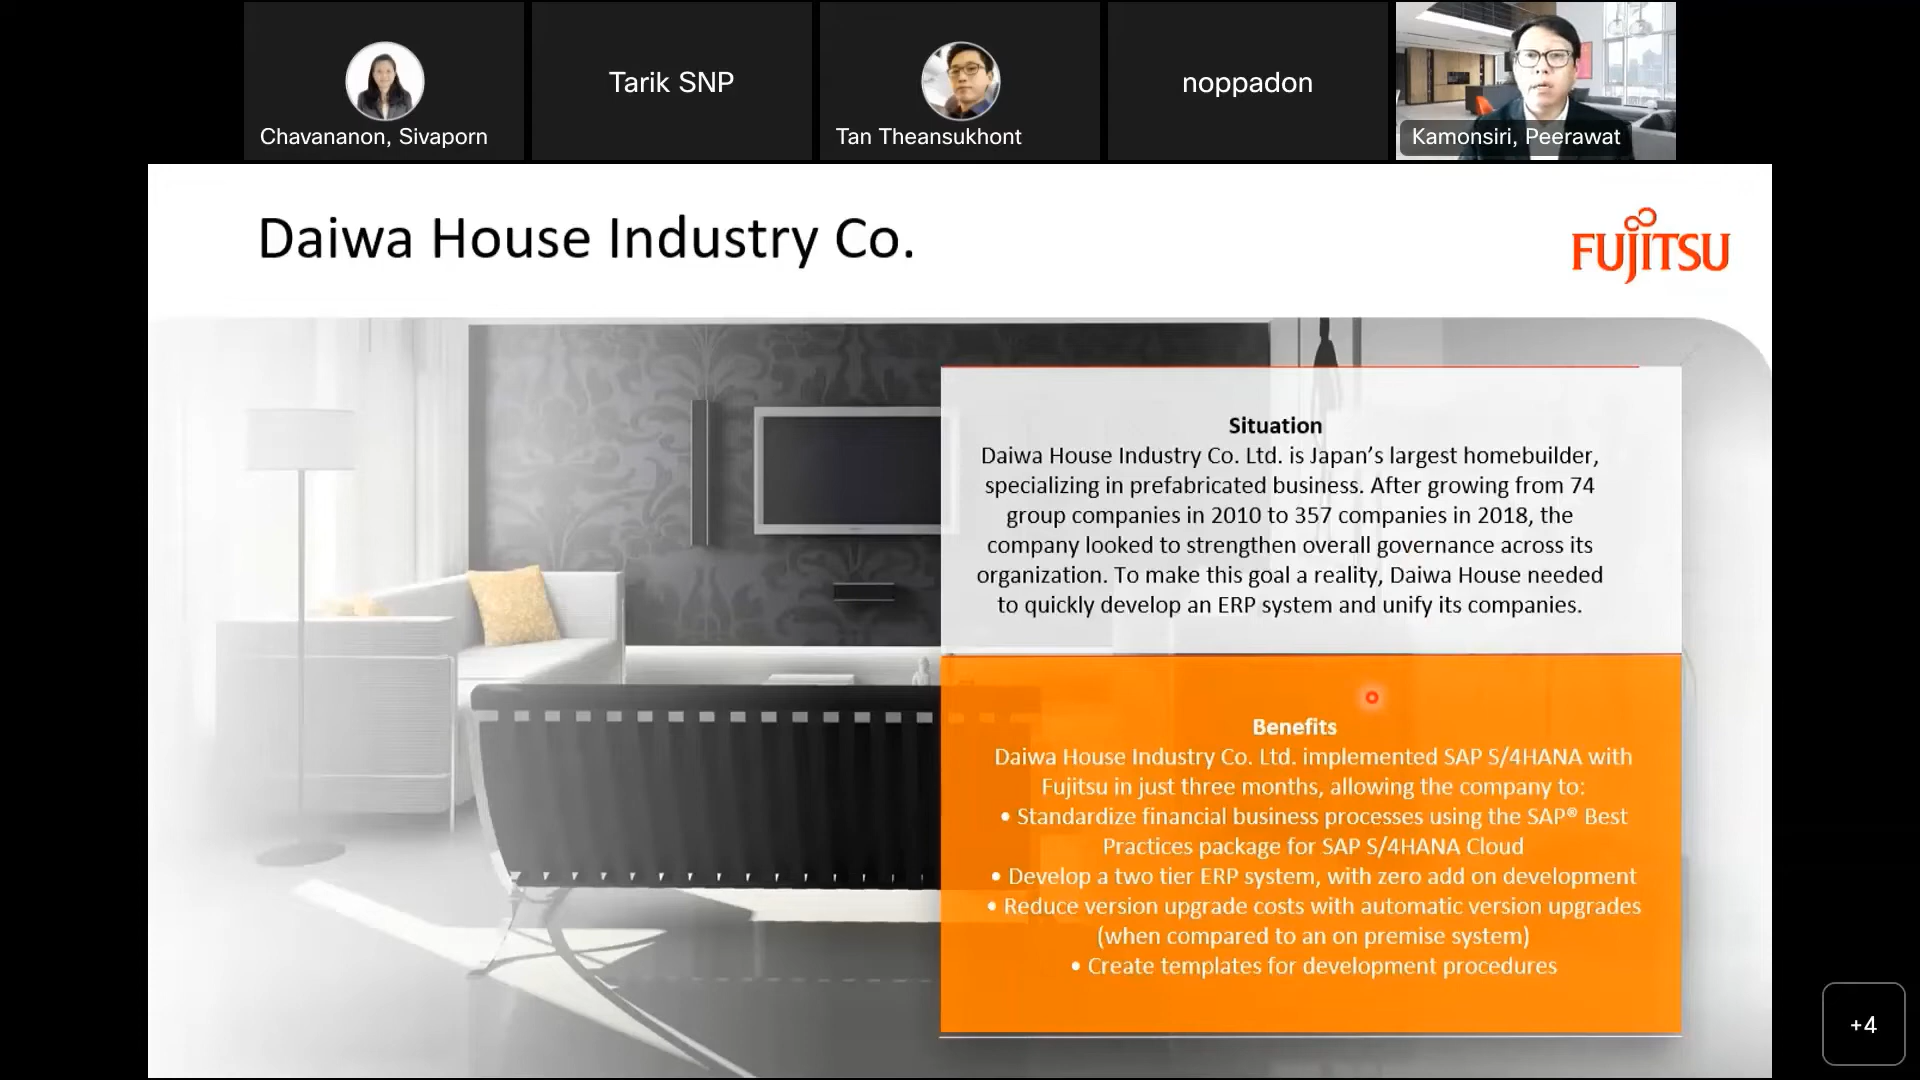 Chavananon, Sivaporn
Tarik SNP
Tan Theansukhont
noppadon
Kamonsiri, Peerawat
Daiwa House Industry Co.
FUJITSU
Situation
Daiwa House Industry Co. Ltd. is Japan’s largest homebuilder,
specializing in prefabricated business. After growing from 74
group companies in 2010 to 357 companies in 2018, the
company looked to strengthen overall governance across its
organization. To make this goal a reality, Daiwa House needed
to quickly develop an ERP system and unify its companies.
Benefits
Daiwa House Industry Co. Ltd. implemented SAP S/4HANA with
Fujitsu in just three months, allowing the company to:
• Standardize financial business processes using the SAP® Best
Practices package for SAP S/4HANA Cloud
• Develop a two tier ERP system, with zero add on development
• Reduce version upgrade costs with automatic version upgrades
(when compared to an on premise system)
• Create templates for development procedures
+4